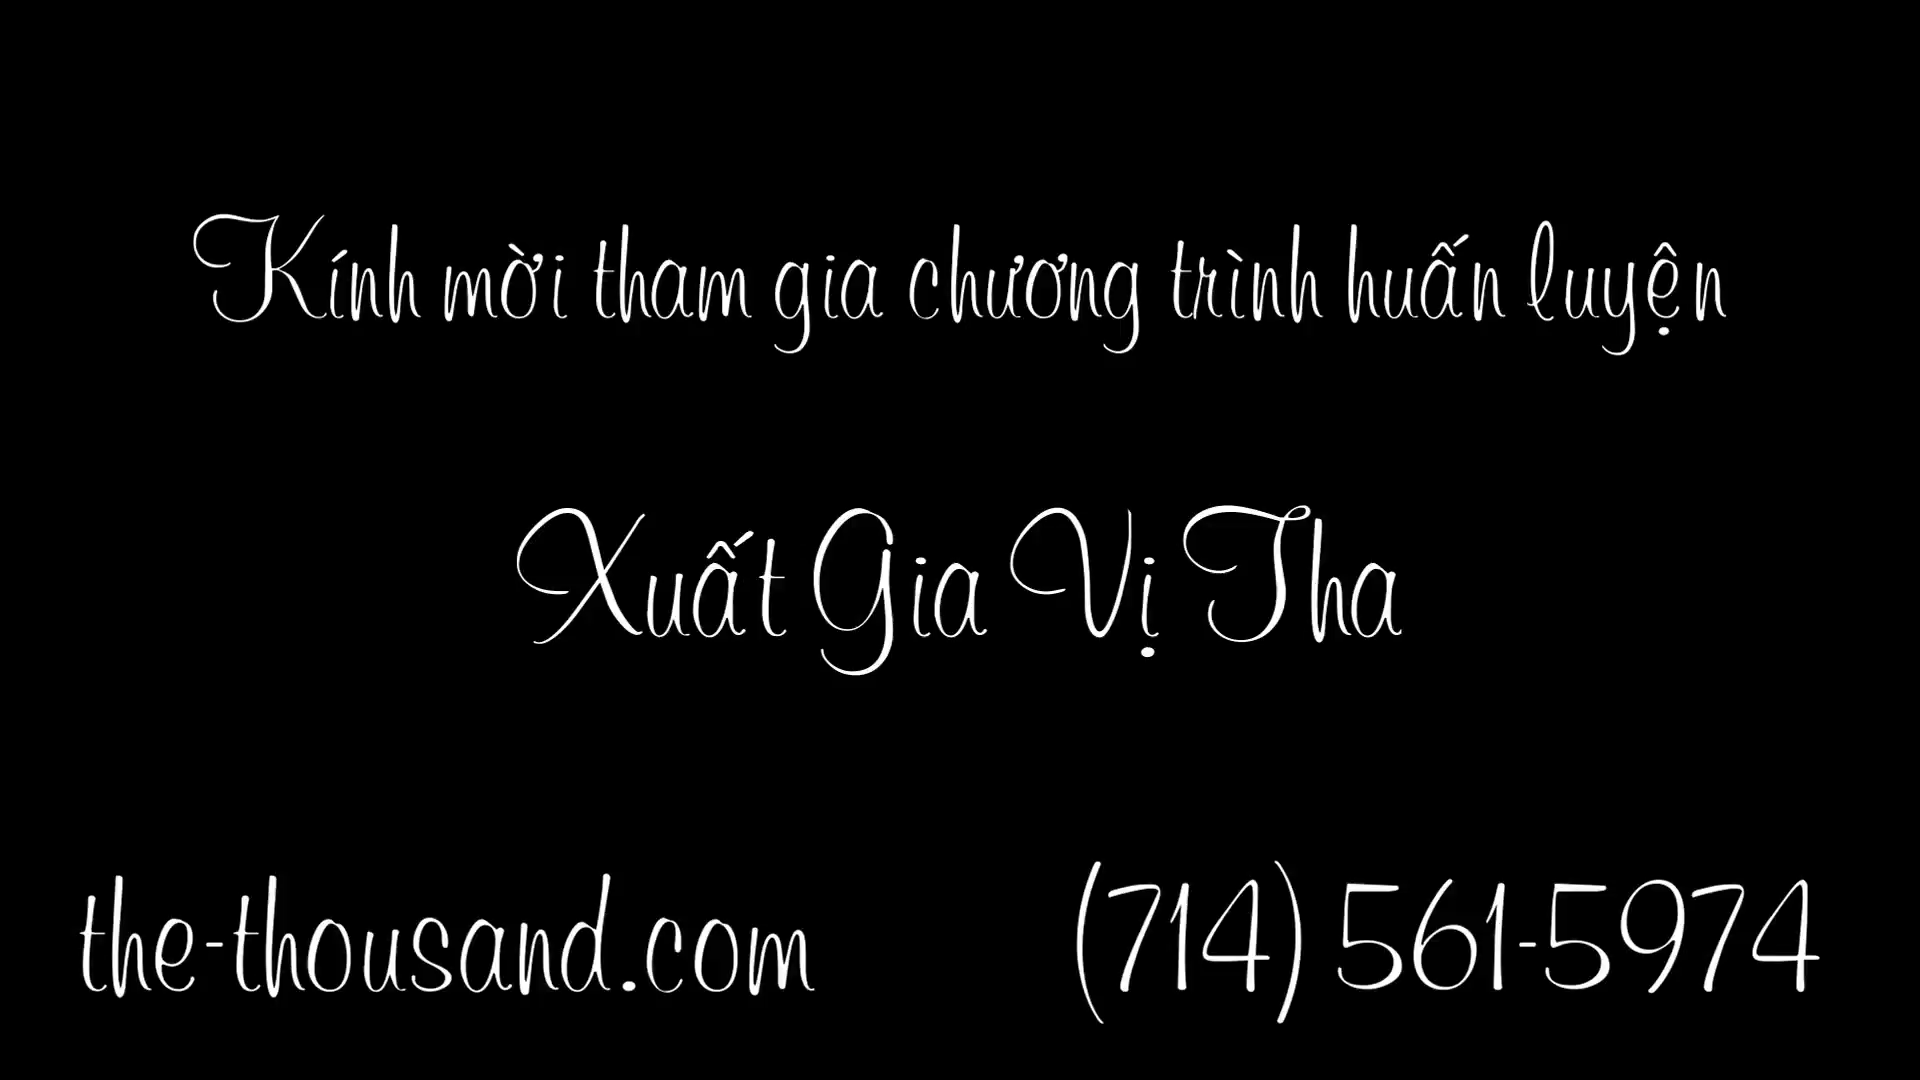 Kính mời tham gia chương trình huấn luyện
Xuất Gia Vị Tha
the-thousand.com (714) 561-5974